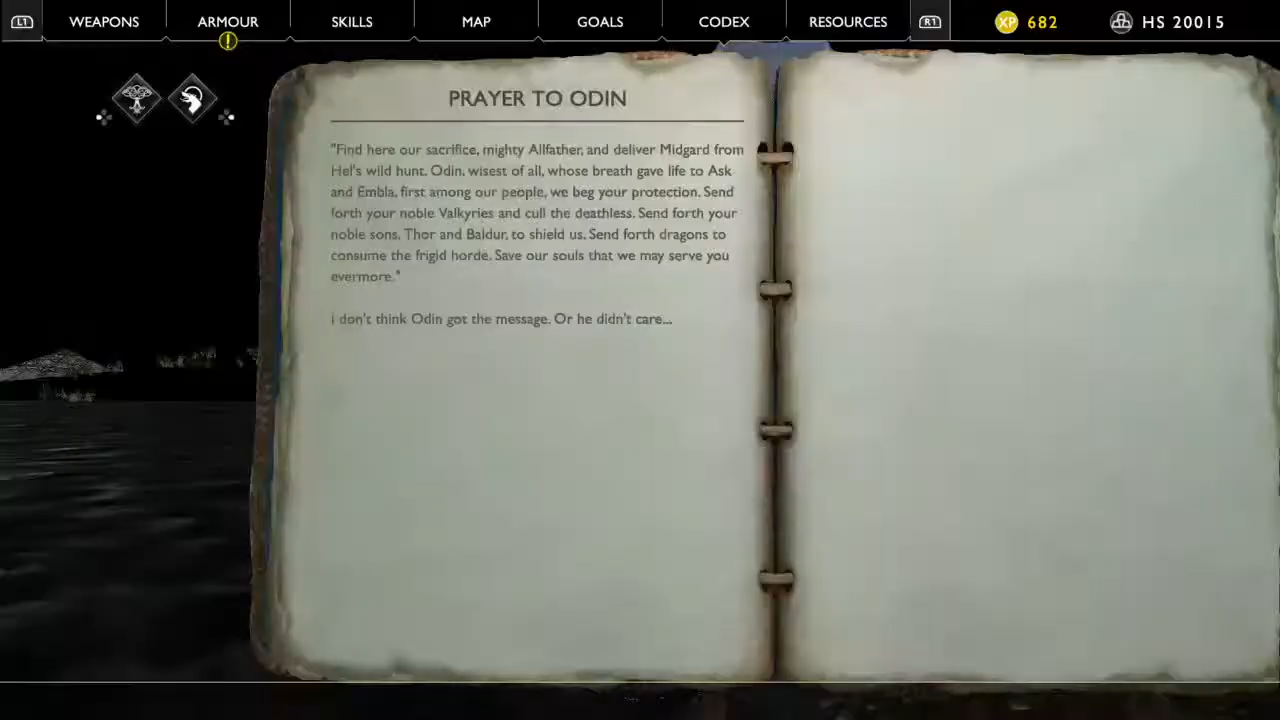 L1 WEAPONS ARMOUR SKILLS MAP GOALS CODEX RESOURCES R1 XP 682 HS 20015
!
PRAYER TO ODIN
"Find here our sacrifice, mighty Allfather, and deliver Midgard from
Hel's wild hunt. Odin, wisest of all, whose breath gave life to Ask
and Embla, first among our people, we beg your protection. Send
forth your noble Valkyries and cull the deathless. Send forth your
noble sons, Thor and Baldur, to shield us. Send forth dragons to
consume the frigid horde. Save our souls that we may serve you
evermore."
I don't think Odin got the message. Or he didn't care...